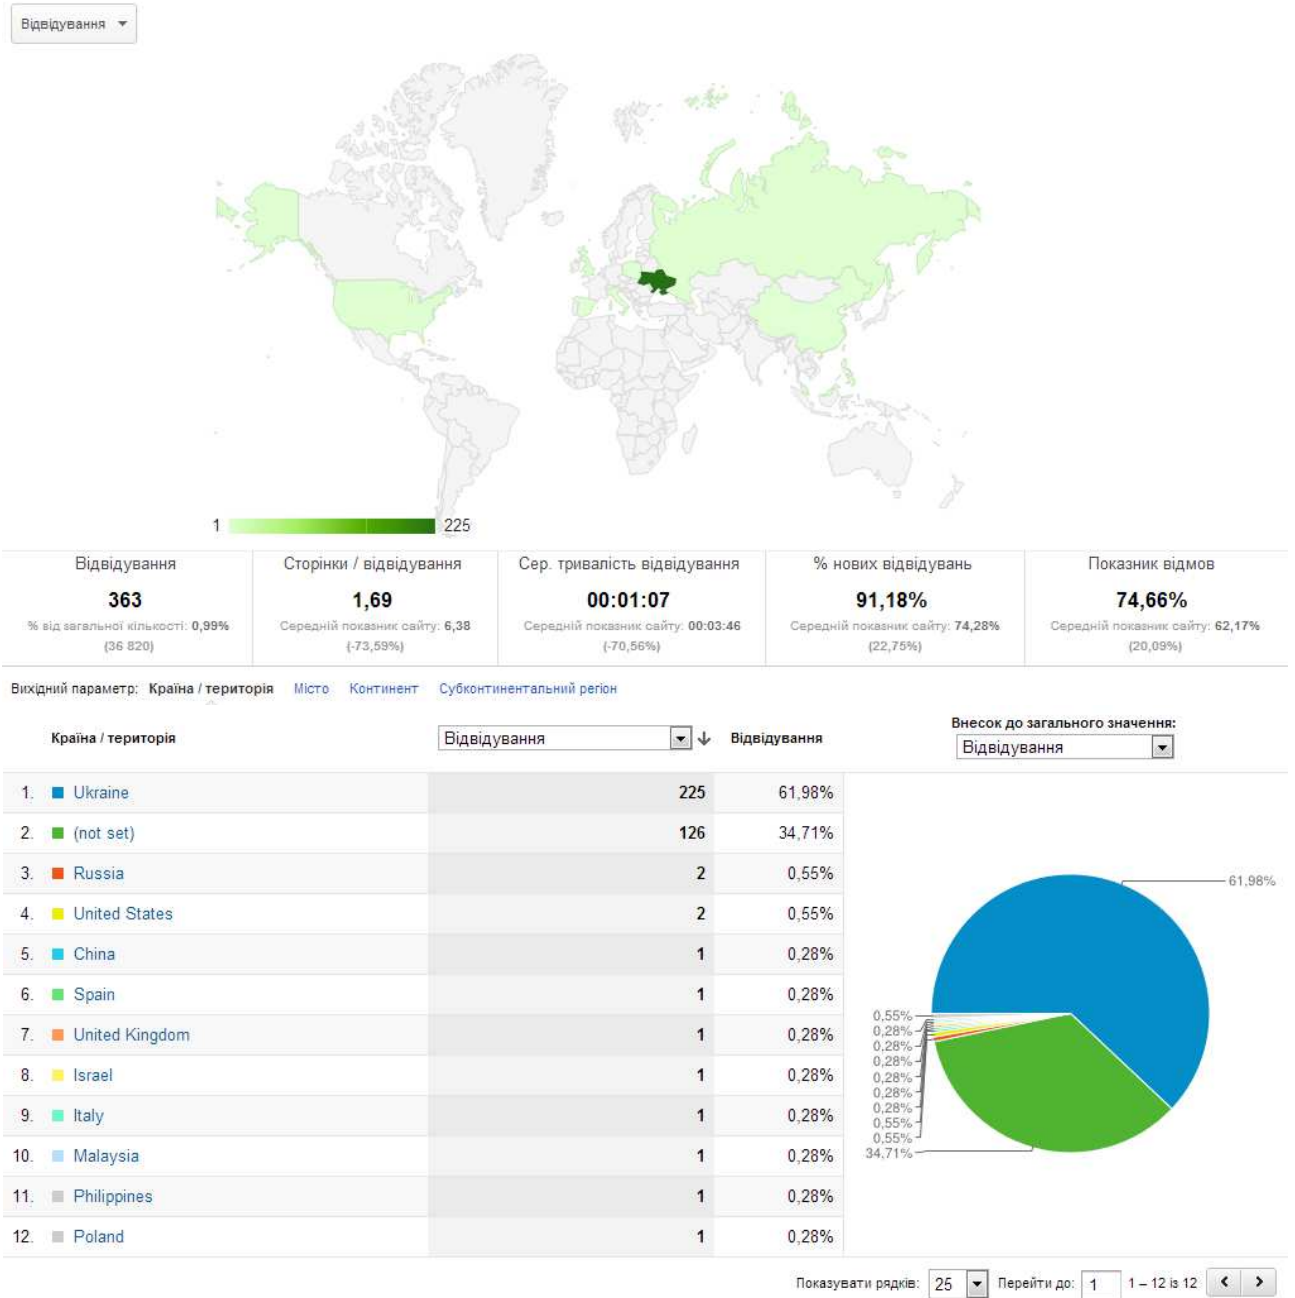 Відвідування
1 225
Відвідування Сторінки / відвідування Сер. тривалість відвідування % нових відвідувань Показник відмов
363 1,69 00:01:07 91,18% 74,66%
% від загальної кількості: 0,99% Середній показник сайту: 6,38 Середній показник сайту: 00:03:46 Середній показник сайту: 74,28% Середній показник сайту: 62,17%
(36 820) (-73,59%) (-70,56%) (22,75%) (20,09%)
Вихідний параметр: Країна / територія Місто Континент Субконтинентальний регіон
Внесок до загального значення:
Країна / територія Відвідування Відвідування
Відвідування
1. Ukraine 225 61,98%
2. (not set) 126 34,71%
3. Russia 2 0,55%
4. United States 2 0,55%
5. China 1 0,28%
6. Spain 1 0,28%
7. United Kingdom 1 0,28%
8. Israel 1 0,28%
9. Italy 1 0,28%
10. Malaysia 1 0,28%
11. Philippines 1 0,28%
12. Poland 1 0,28%
61,98%
0,55%
0,28%
0,28%
0,28%
0,28%
0,28%
0,28%
0,55%
0,55%
34,71%
Показувати рядків: 25 Перейти до: 1 1 – 12 із 12